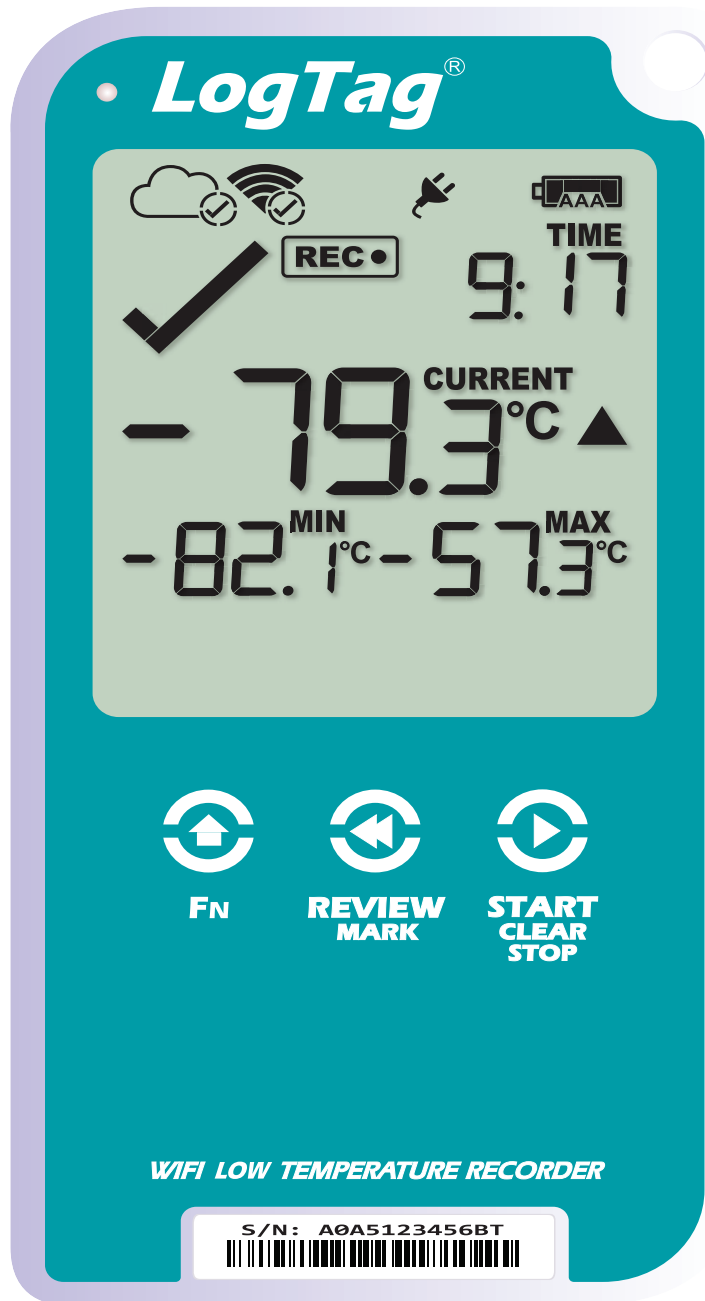 LogTag®
AAA
TIME
REC
9:17
CURRENT
-79.3°C
MIN
MAX
-82.1°C -57.3°C
FN
REVIEW
MARK
START
CLEAR
STOP
WIFI LOW TEMPERATURE RECORDER
S/N: A0A5123456BT